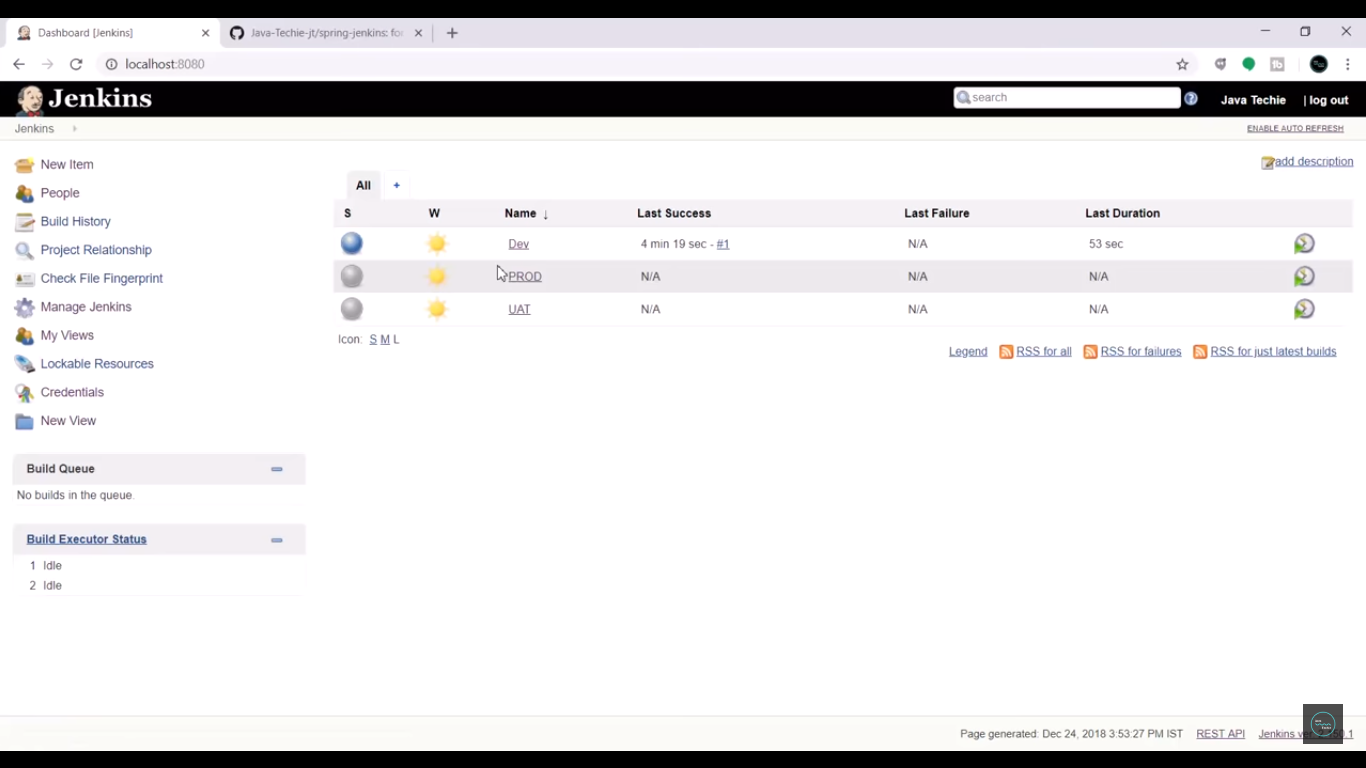 Dashboard [Jenkins]
Java-Techie-jt/spring-jenkins: for
localhost:8080
Jenkins
search
Java Techie
| log out
Jenkins
ENABLE AUTO REFRESH
New Item
People
Build History
Project Relationship
Check File Fingerprint
Manage Jenkins
My Views
Lockable Resources
Credentials
New View
Build Queue
No builds in the queue.
Build Executor Status
1 Idle
2 Idle
add description
All +
S W Name ↓ Last Success Last Failure Last Duration
Dev 4 min 19 sec - #1 N/A 53 sec
PROD N/A N/A N/A
UAT N/A N/A N/A
Icon: S M L
Legend RSS for all RSS for failures RSS for just latest builds
Page generated: Dec 24, 2018 3:53:27 PM IST REST API Jenkins